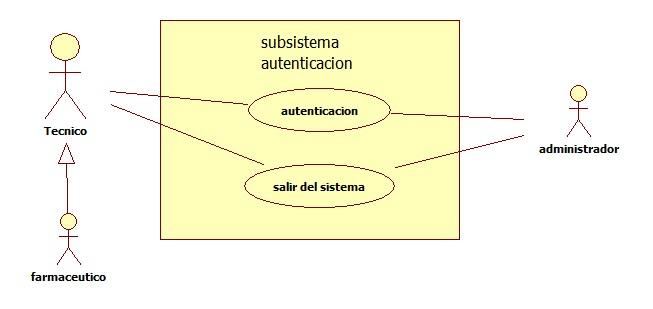 subsistema
autenticacion
autenticacion
Tecnico
administrador
salir del sistema
farmaceutico